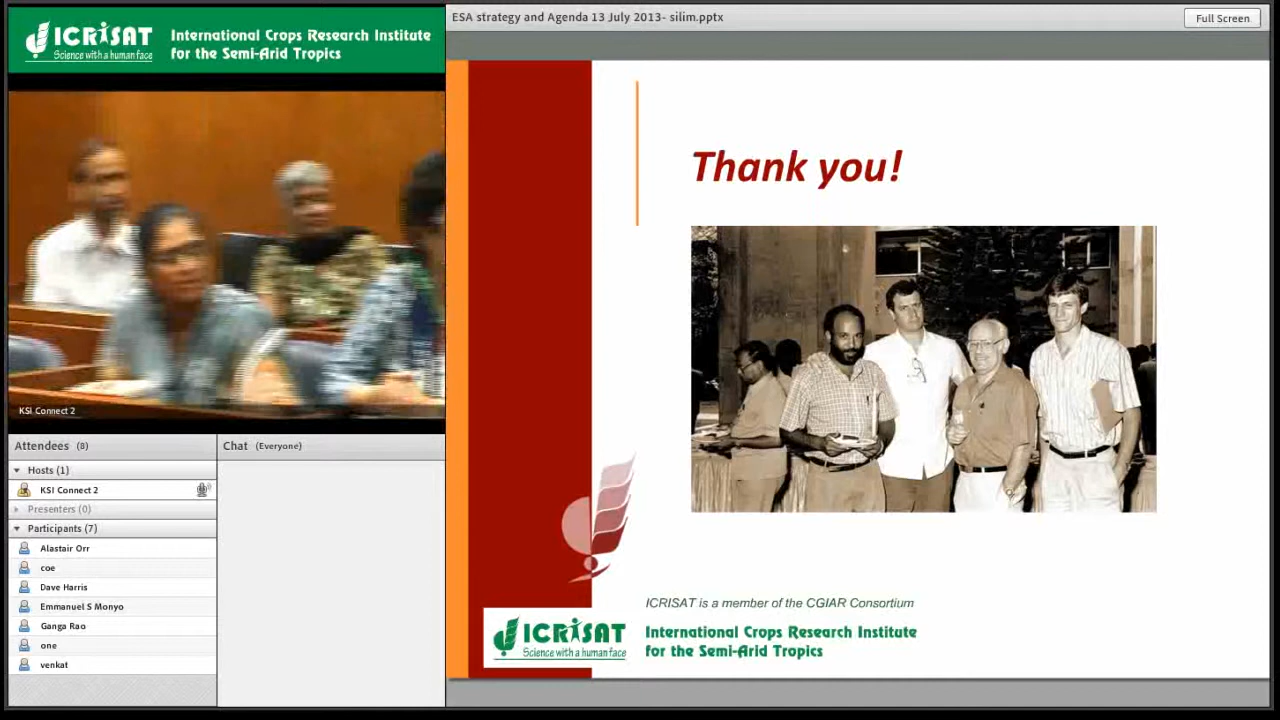 ICRISAT
Science with a human face
International Crops Research Institute
for the Semi-Arid Tropics
KSI Connect 2
Attendees (8)
Hosts (1)
KSI Connect 2
Presenters (0)
Participants (7)
Alastair Orr
coe
Dave Harris
Emmanuel S Monyo
Ganga Rao
one
venkat
Chat (Everyone)
ESA strategy and Agenda 13 July 2013- silim.pptx
Full Screen
Thank you!
ICRISAT is a member of the CGIAR Consortium
ICRISAT
Science with a human face
International Crops Research Institute
for the Semi-Arid Tropics